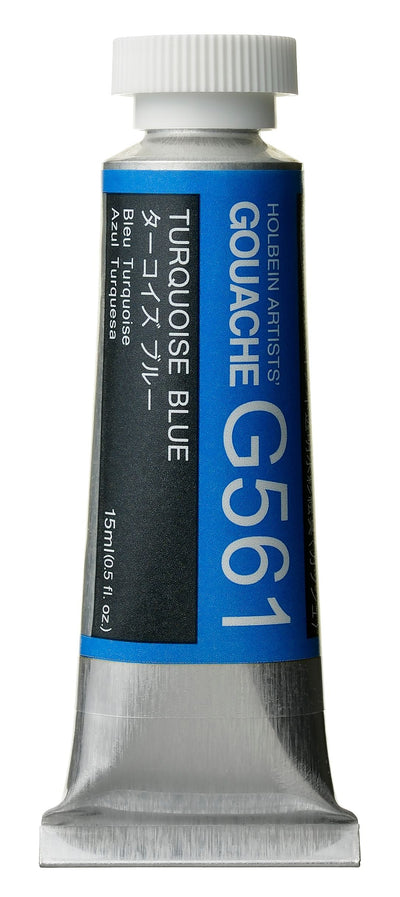 HOLBEIN ARTISTS'
GOUACHE G561
TURQUOISE BLUE
ターコイズ ブルー
Bleu Turquoise
Azul Turquesa
15ml(0.5 fl. oz.)